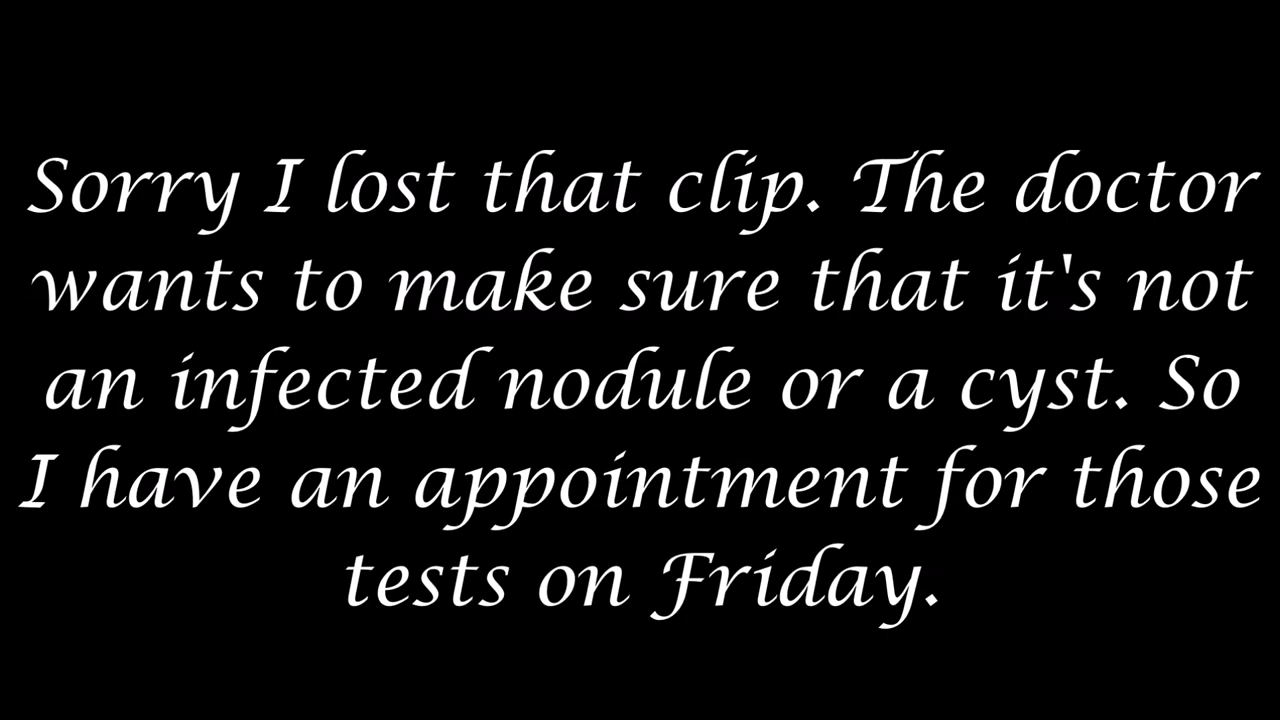 Sorry I lost that clip. The doctor
wants to make sure that it's not
an infected nodule or a cyst. So
I have an appointment for those
tests on Friday.